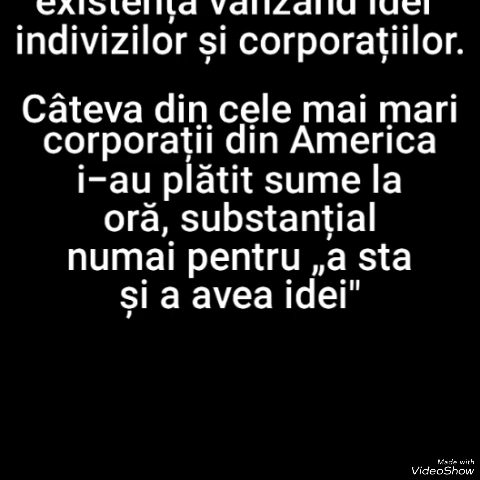 existența vânzând idei
indivizilor și corporațiilor.
Câteva din cele mai mari
corporații din America
i-au plătit sume la
oră, substanțial
numai pentru „a sta
și a avea idei"
Made with
VideoShow